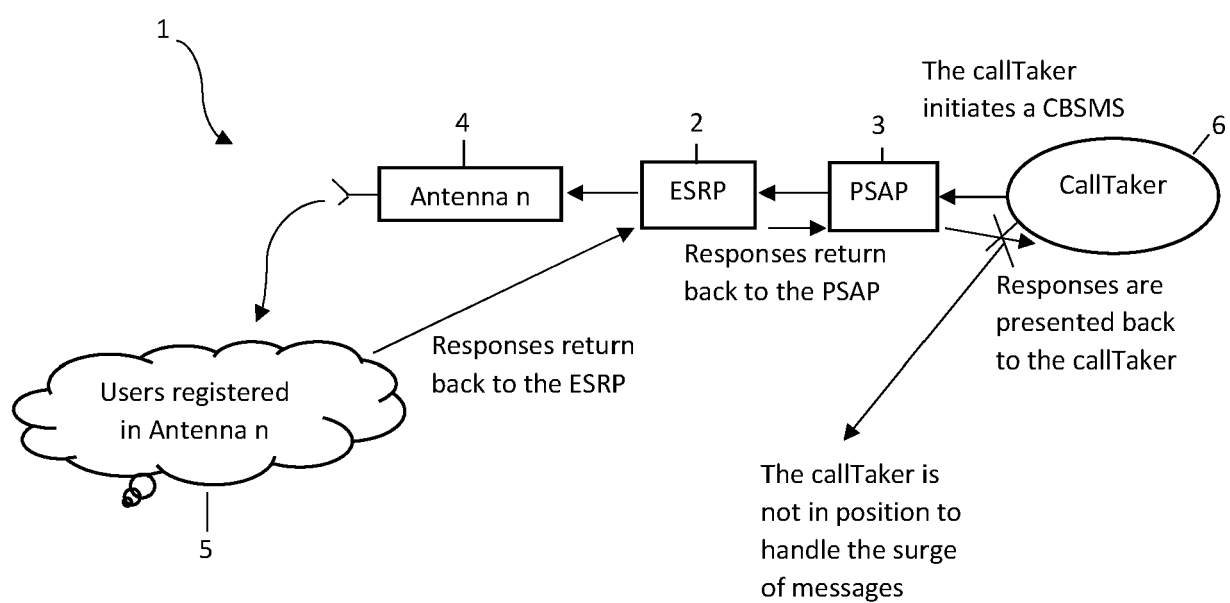 1
The callTaker
initiates a CBSMS
4
2
3
6
Antenna n
ESRP
PSAP
CallTaker
Responses return
back to the PSAP
Responses are
presented back
to the callTaker
Responses return
back to the ESRP
Users registered
in Antenna n
5
The callTaker is
not in position to
handle the surge
of messages